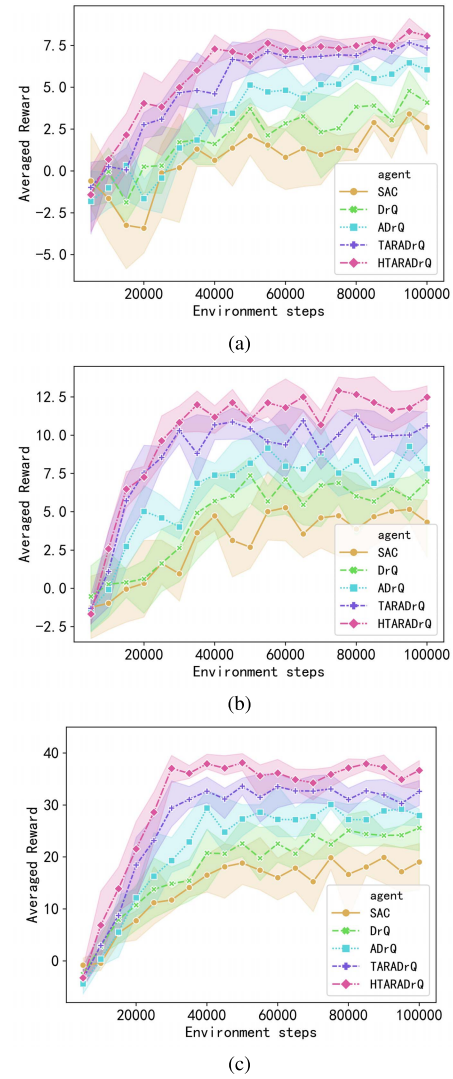 7.5
5.0
2.5
0.0
-2.5
-5.0
Averaged Reward
agent
SAC
DrQ
ADrQ
TARADrQ
HTARADrQ
20000 40000 60000 80000 100000
Environment steps
(a)
12.5
10.0
7.5
5.0
2.5
0.0
-2.5
Averaged Reward
agent
SAC
DrQ
ADrQ
TARADrQ
HTARADrQ
20000 40000 60000 80000 100000
Environment steps
(b)
40
30
20
10
0
Averaged Reward
agent
SAC
DrQ
ADrQ
TARADrQ
HTARADrQ
20000 40000 60000 80000 100000
Environment steps
(c)